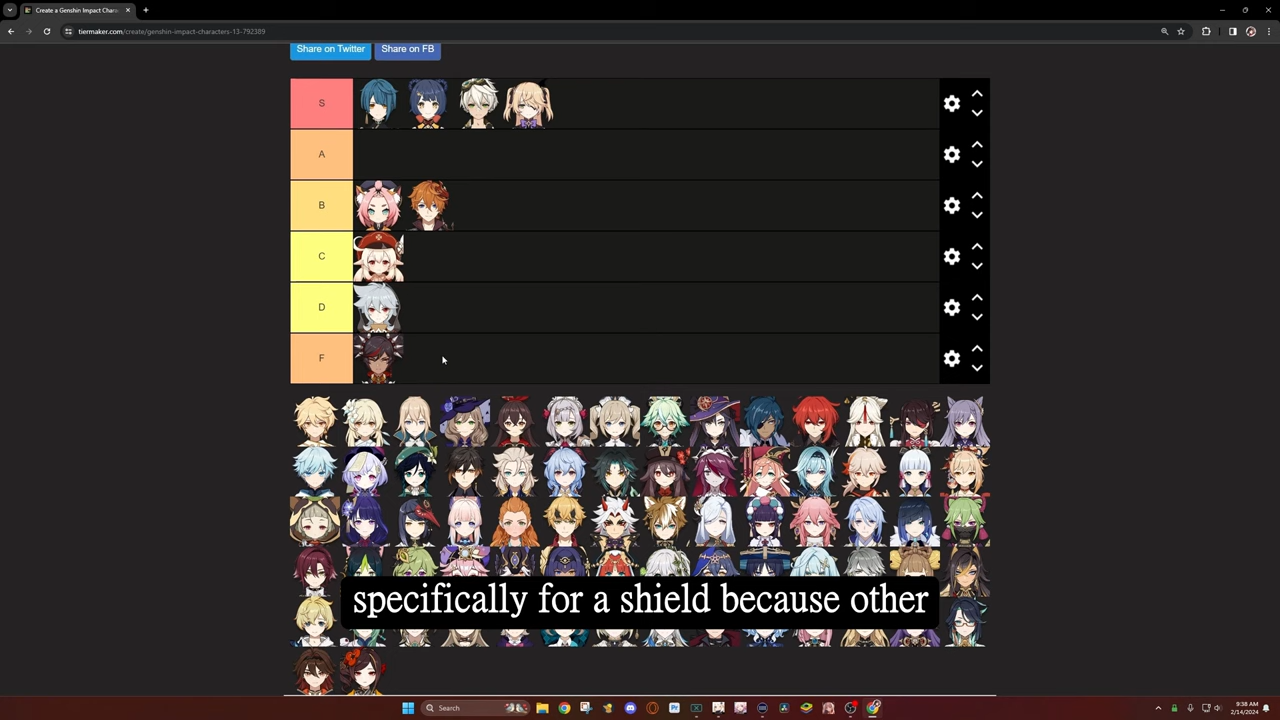 Create a Genshin Impact Chara
tiermaker.com/create/genshin-impact-characters-13-792389
Share on Twitter
Share on FB
S
A
B
C
D
F
specifically for a shield because other
Search
Pr
9:38 AM
2/14/2024